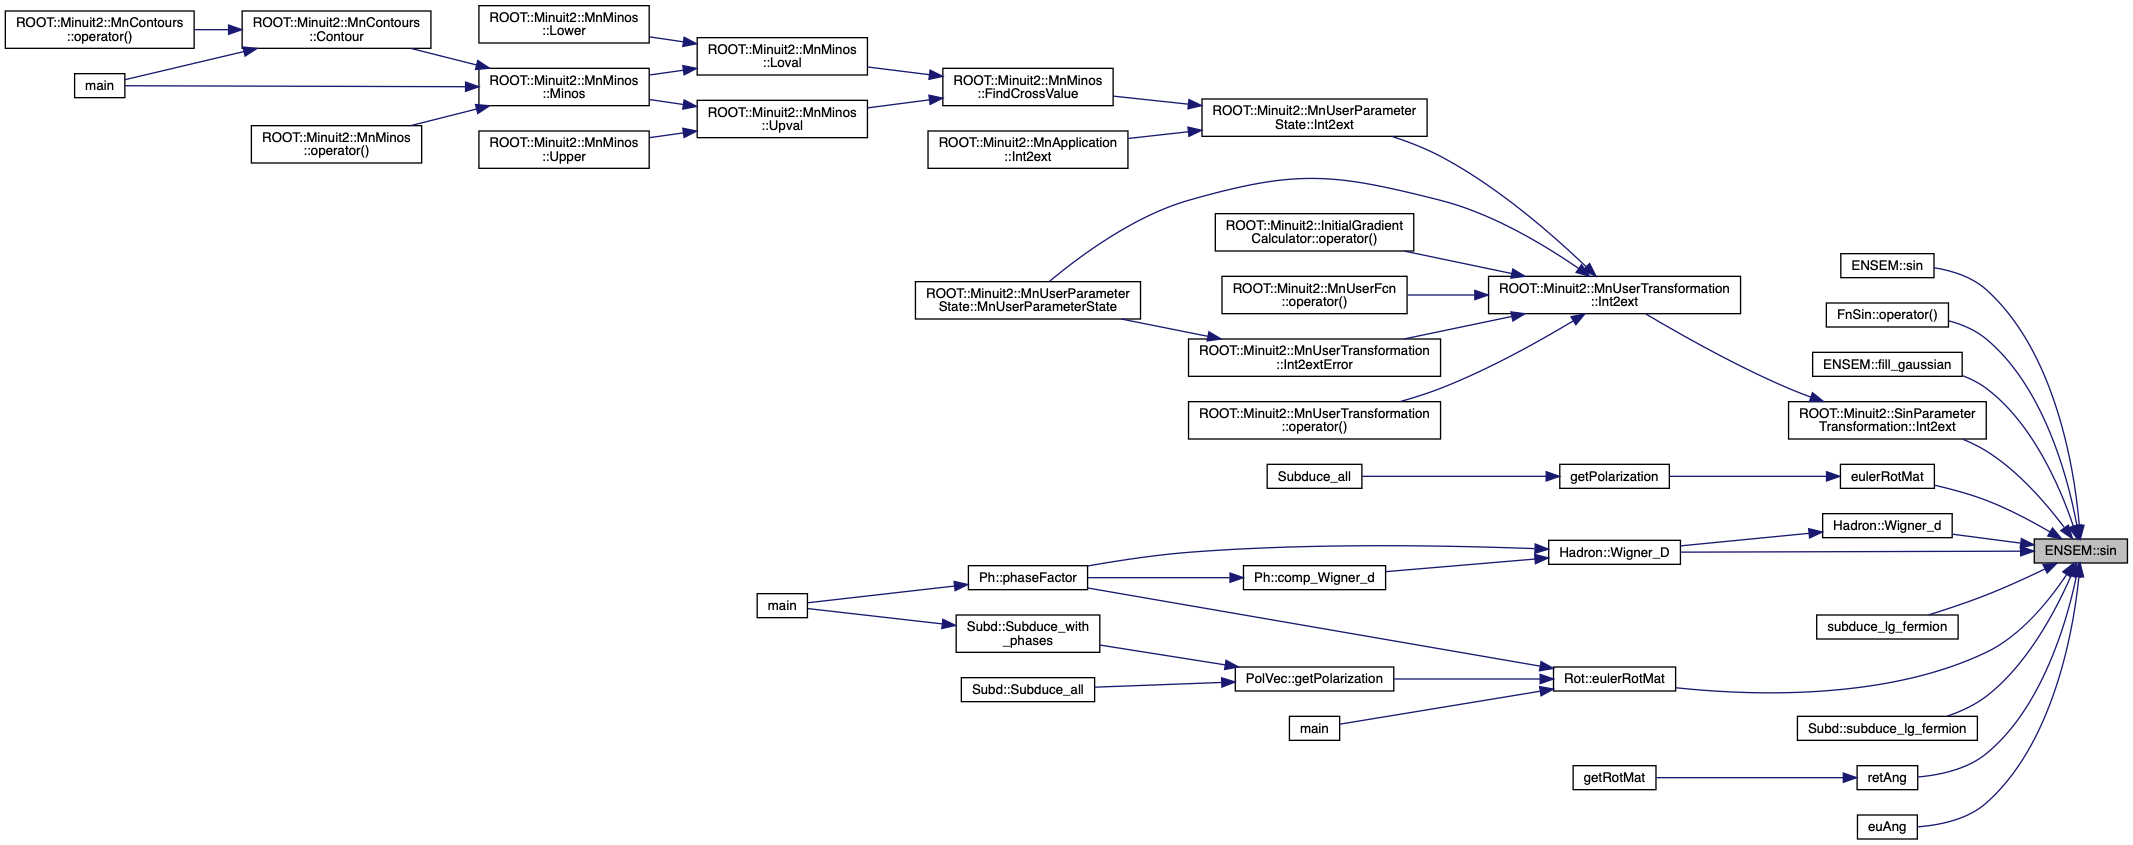 ROOT::Minuit2::MnContours
::operator()
ROOT::Minuit2::MnContours
::Contour
main
ROOT::Minuit2::MnMinos
::operator()
ROOT::Minuit2::MnMinos
::Lower
ROOT::Minuit2::MnMinos
::Minos
ROOT::Minuit2::MnMinos
::Upper
ROOT::Minuit2::MnMinos
::Loval
ROOT::Minuit2::MnMinos
::Upval
ROOT::Minuit2::MnMinos
::FindCrossValue
ROOT::Minuit2::MnApplication
::Int2ext
ROOT::Minuit2::MnUserParameter
State::Int2ext
ROOT::Minuit2::InitialGradient
Calculator::operator()
ROOT::Minuit2::MnUserParameter
State::MnUserParameterState
ROOT::Minuit2::MnUserFcn
::operator()
ROOT::Minuit2::MnUserTransformation
::Int2ext
ROOT::Minuit2::MnUserTransformation
::Int2extError
ROOT::Minuit2::MnUserTransformation
::operator()
ENSEM::sin
FnSin::operator()
ENSEM::fill_gaussian
ROOT::Minuit2::SinParameter
Transformation::Int2ext
Subduce_all
getPolarization
eulerRotMat
Hadron::Wigner_d
Hadron::Wigner_D
ENSEM::sin
Ph::phaseFactor
Ph::comp_Wigner_d
main
Subd::Subduce_with
_phases
subduce_lg_fermion
Subd::Subduce_all
PolVec::getPolarization
Rot::eulerRotMat
main
Subd::subduce_lg_fermion
getRotMat
retAng
euAng